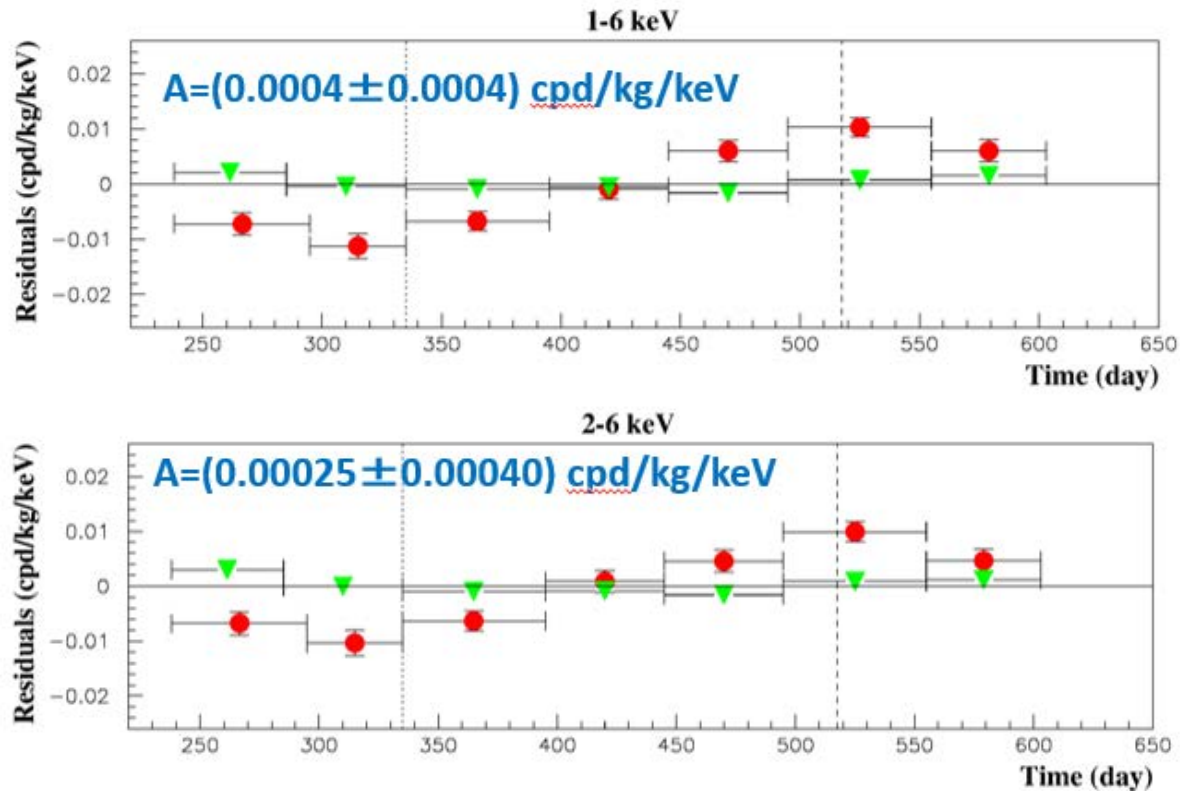 1-6 keV
A=(0.0004±0.0004) cpd/kg/keV
Residuals (cpd/kg/keV)
0.02
0.01
0
−0.01
−0.02
250 300 350 400 450 500 550 600 650
Time (day)
2-6 keV
A=(0.00025±0.00040) cpd/kg/keV
Residuals (cpd/kg/keV)
0.02
0.01
0
−0.01
−0.02
250 300 350 400 450 500 550 600 650
Time (day)